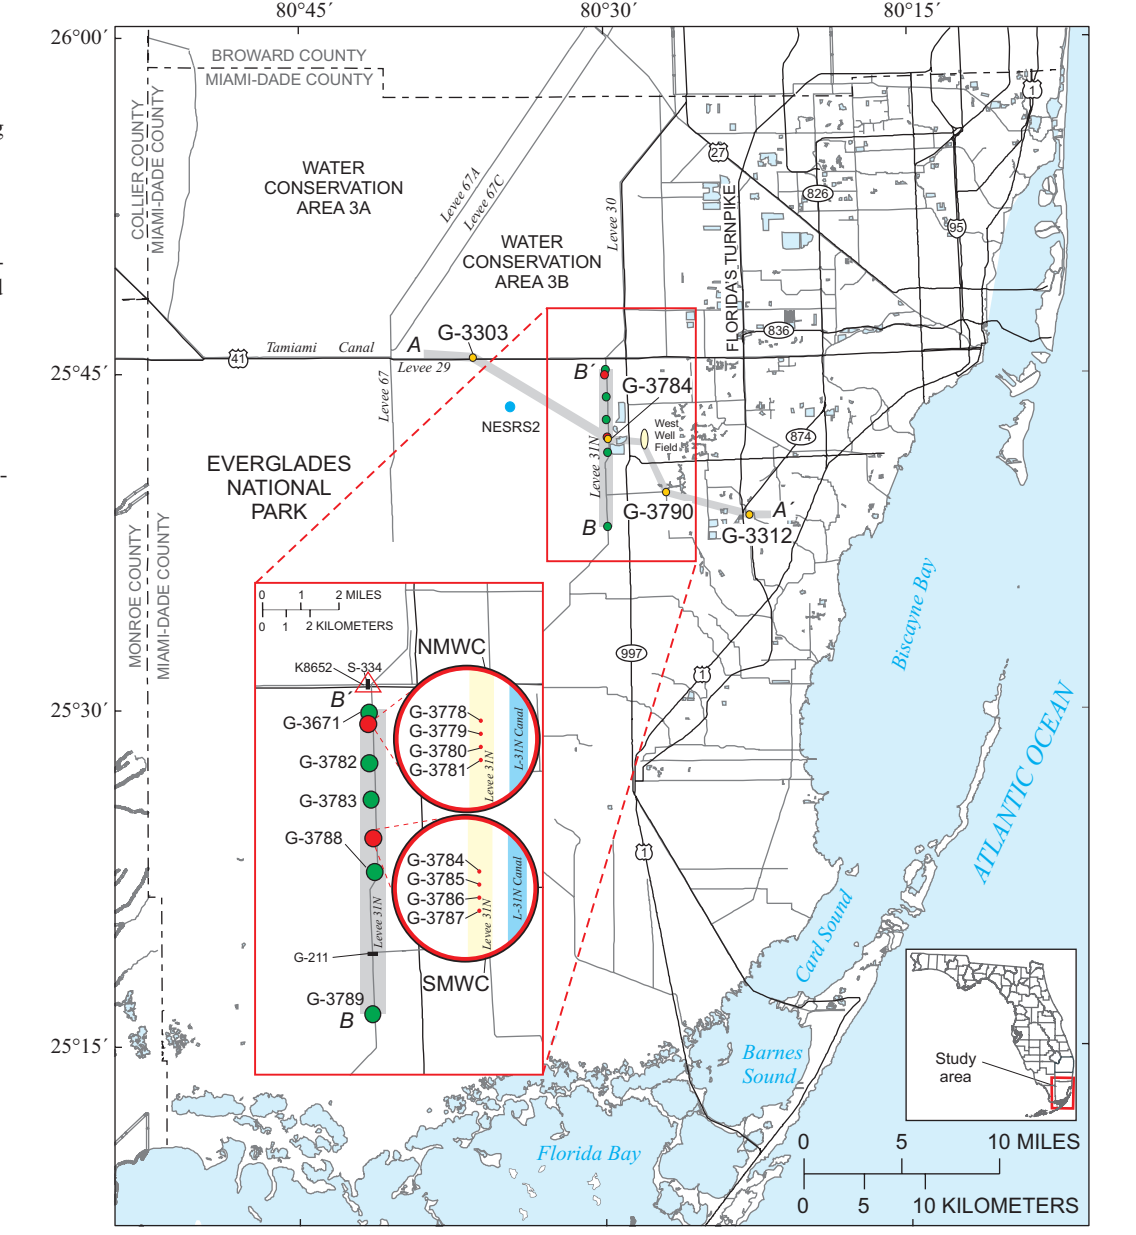 80°45´ 80°30´ 80°15´
26°00´
BROWARD COUNTY
MIAMI-DADE COUNTY
COLLIER COUNTY
MIAMI-DADE COUNTY
1
27
WATER
CONSERVATION
AREA 3A
Levee 67A
Levee 67C
Levee 30
826
FLORIDA'S TURNPIKE
95
WATER
CONSERVATION
AREA 3B
836
A
G-3303
41
Tamiami Canal
Levee 29
25°45´
Levee 67
NESRS2
B´
G-3784
West
Well
Field
874
Levee 31N
EVERGLADES
NATIONAL
PARK
G-3790
A´
B
G-3312
MONROE COUNTY
MIAMI-DADE COUNTY
Biscayne Bay
0 1 2 MILES
0 1 2 KILOMETERS
NMWC
K8652
S-334
B´
G-3671
G-3782
G-3783
G-3788
G-3778
G-3779
G-3780
G-3781
Levee 31N
L-31N Canal
G-3784
G-3785
G-3786
G-3787
Levee 31N
L-31N Canal
Levee 31N
G-211
SMWC
G-3789
B
997
1
25°30´
ATLANTIC OCEAN
1
Card Sound
25°15´
Barnes
Sound
Florida Bay
Study
area
0 5 10 MILES
0 5 10 KILOMETERS